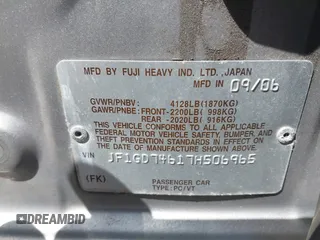 MFD BY FUJI HEAVY IND. LTD., JAPAN
MFD IN 09/06
GVWR/PNBV: 4128LB(1870KG)
GAWR/PNBE: FRONT-2200LB( 998KG)
REAR -2020LB( 916KG)
THIS VEHICLE CONFORMS TO ALL APPLICABLE
FEDERAL MOTOR VEHICLE SAFETY, BUMPER, AND
THEFT PREVENTION STANDARDS IN EFFECT ON
THE DATE OF MANUFACTURE SHOWN ABOVE.
VIN: JF1GD74617H506965
(FK)
PASSENGER CAR
TYPE: PC/VT
DREAMBID